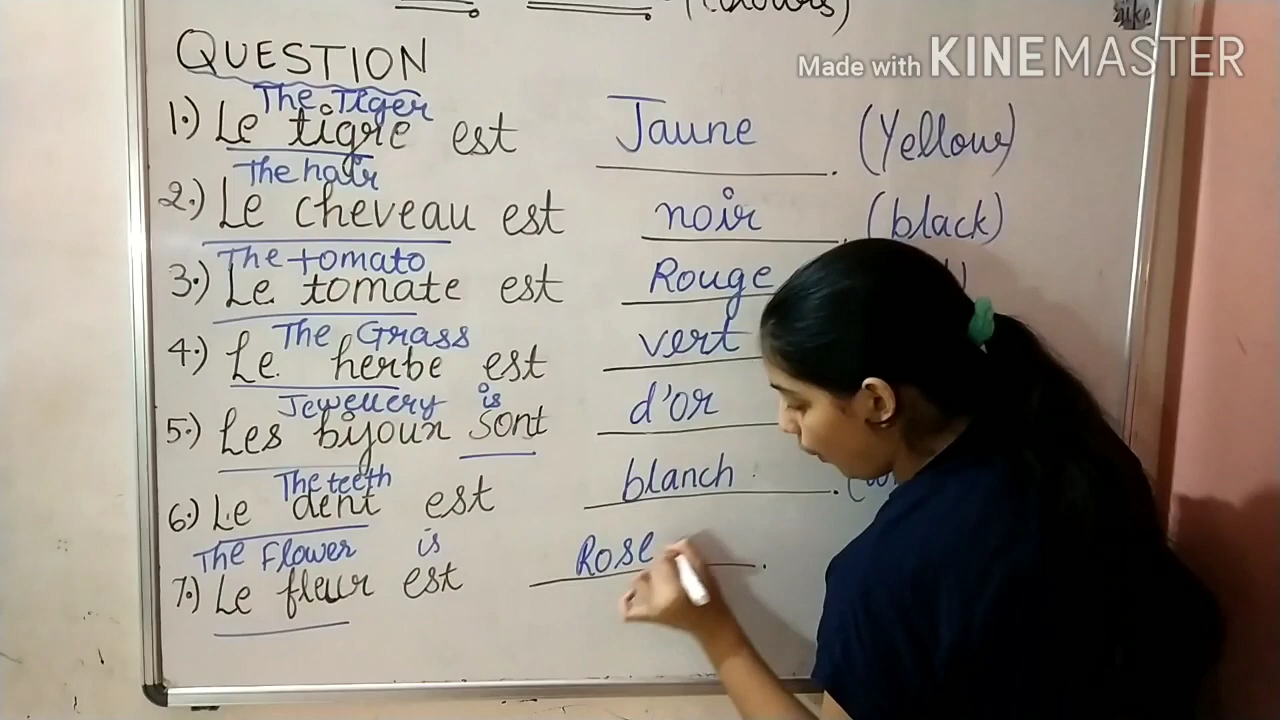 (Colours)
Made with KINEMASTER
QUESTION
The Tiger
1.) Le tigre est Jaune. (Yellow)
The hair
2.) Le cheveau est noir. (black)
The tomato
3.) Le tomate est Rouge
The Grass
4.) Le herbe est vert
Jewellery is
5.) Les bijoux sont d'or
The teeth
6.) Le dent est blanch.
The Flower is
7.) Le fleur est Rose.